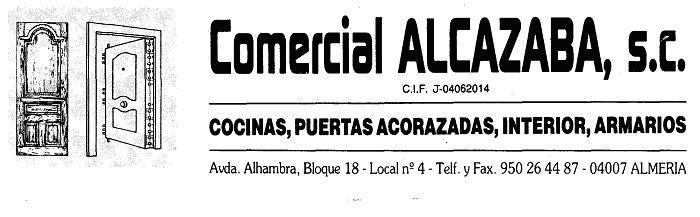 Comercial ALCAZABA, s.c.
C.I.F. J-04062014
COCINAS, PUERTAS ACORAZADAS, INTERIOR, ARMARIOS
Avda. Alhambra, Bloque 18 - Local nº 4 - Telf. y Fax. 950 26 44 87 - 04007 ALMERIA